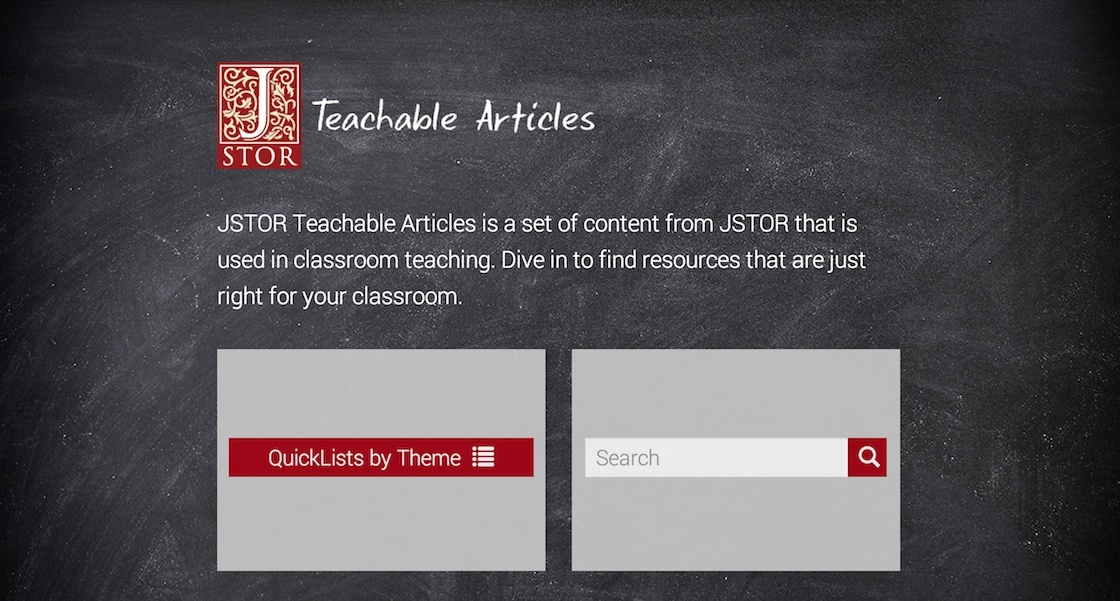 J
STOR
Teachable Articles
JSTOR Teachable Articles is a set of content from JSTOR that is
used in classroom teaching. Dive in to find resources that are just
right for your classroom.
QuickLists by Theme
Search